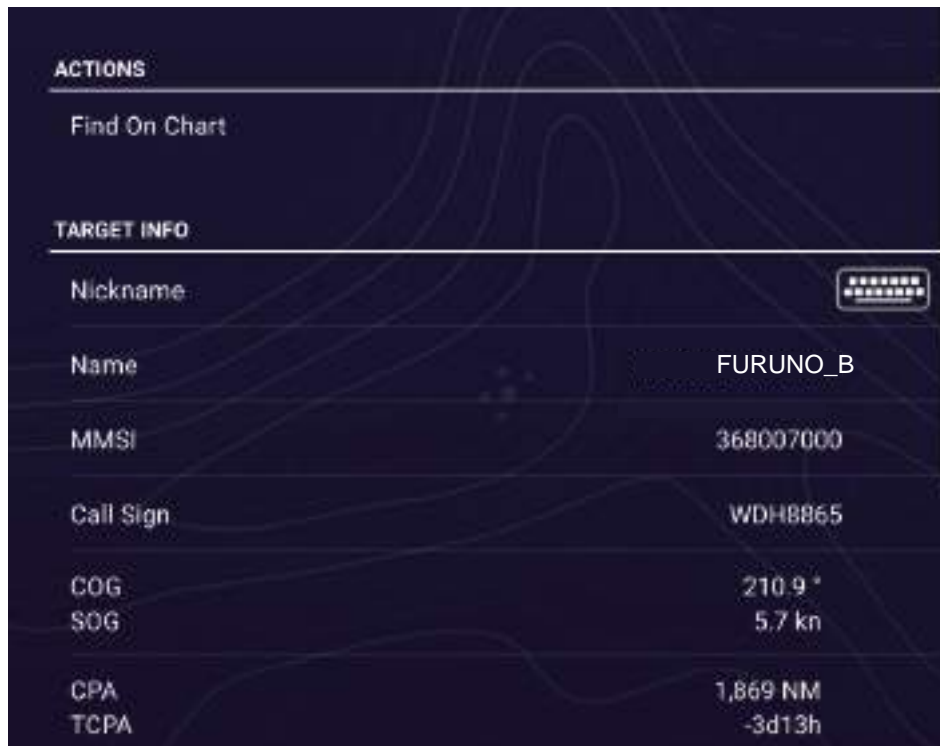 ACTIONS
Find On Chart
TARGET INFO
Nickname
Name FURUNO_B
MMSI 368007000
Call Sign WDH8865
COG 210.9 °
SOG 5.7 kn
CPA 1,869 NM
TCPA -3d13h